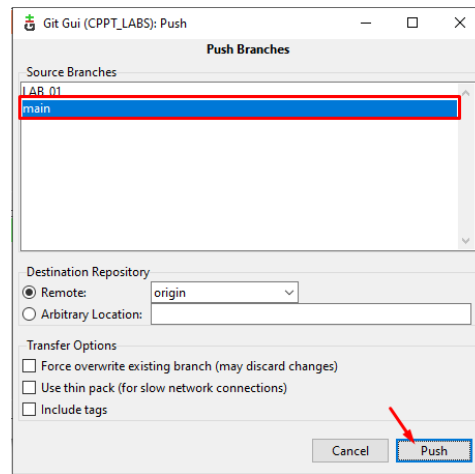 Git Gui (CPPT_LABS): Push
Push Branches
Source Branches
LAB_01
main
Destination Repository
Remote: origin
Arbitrary Location:
Transfer Options
Force overwrite existing branch (may discard changes)
Use thin pack (for slow network connections)
Include tags
Cancel Push